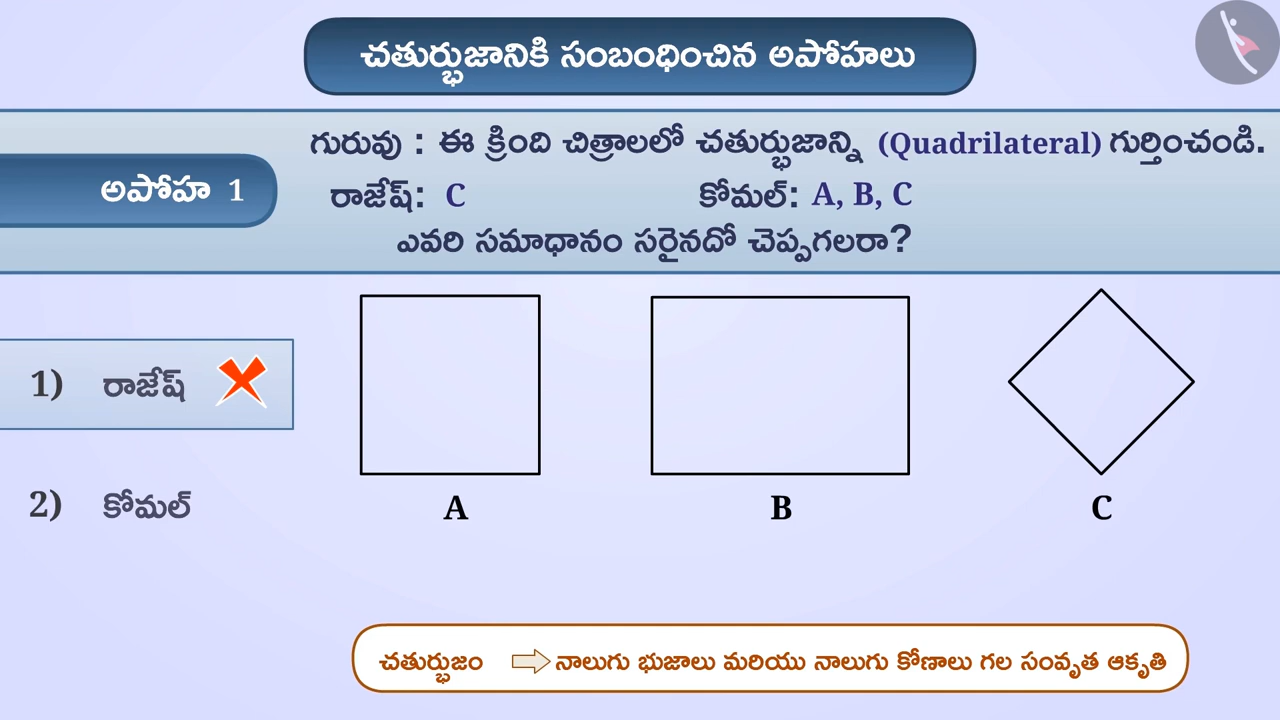 చతుర్భుజానికి సంబంధించిన అపోహలు
అపోహ 1
గురువు : ఈ క్రింది చిత్రాలలో చతుర్భుజాన్ని (Quadrilateral) గుర్తించండి.
రాజేష్: C కోమల్: A, B, C
ఎవరి సమాధానం సరైనదో చెప్పగలరా?
1) రాజేష్
2) కోమల్
A B C
చతుర్భుజం నాలుగు భుజాలు మరియు నాలుగు కోణాలు గల సంవృత ఆకృతి